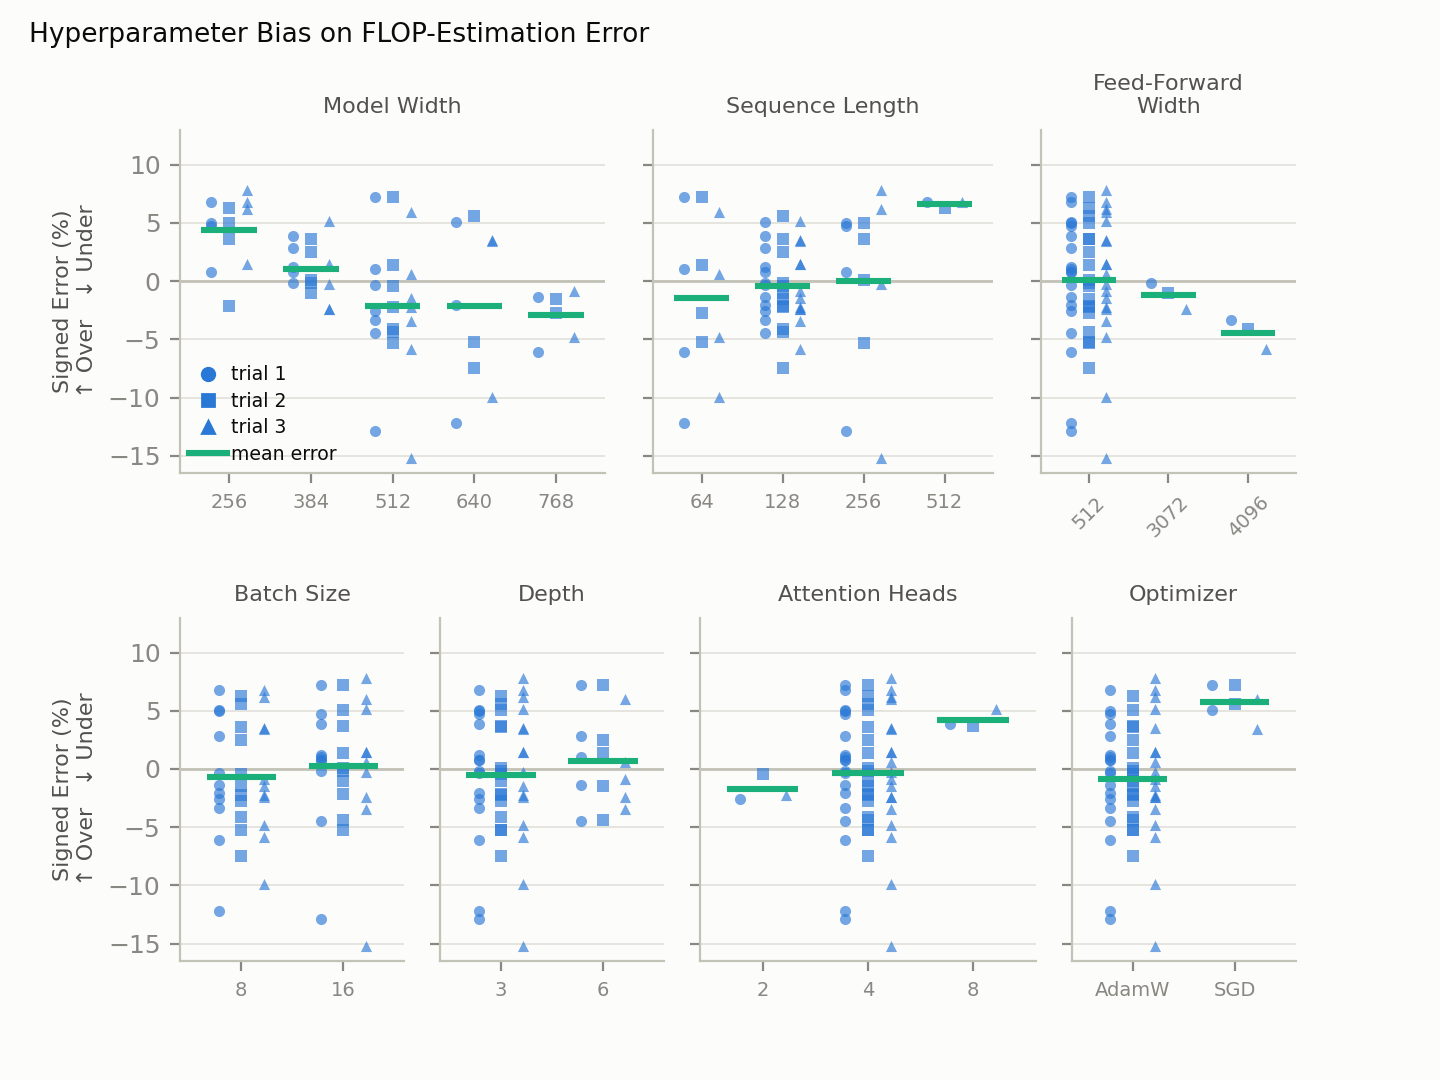 Hyperparameter Bias on FLOP-Estimation Error
Model Width
Sequence Length
Feed-Forward
Width
Signed Error (%)
↑ Over ↓ Under
10
5
0
−5
−10
−15
trial 1
trial 2
trial 3
mean error
256 384 512 640 768
64 128 256 512
512 3072 4096
Batch Size
Depth
Attention Heads
Optimizer
Signed Error (%)
↑ Over ↓ Under
10
5
0
−5
−10
−15
8 16
3 6
2 4 8
AdamW SGD